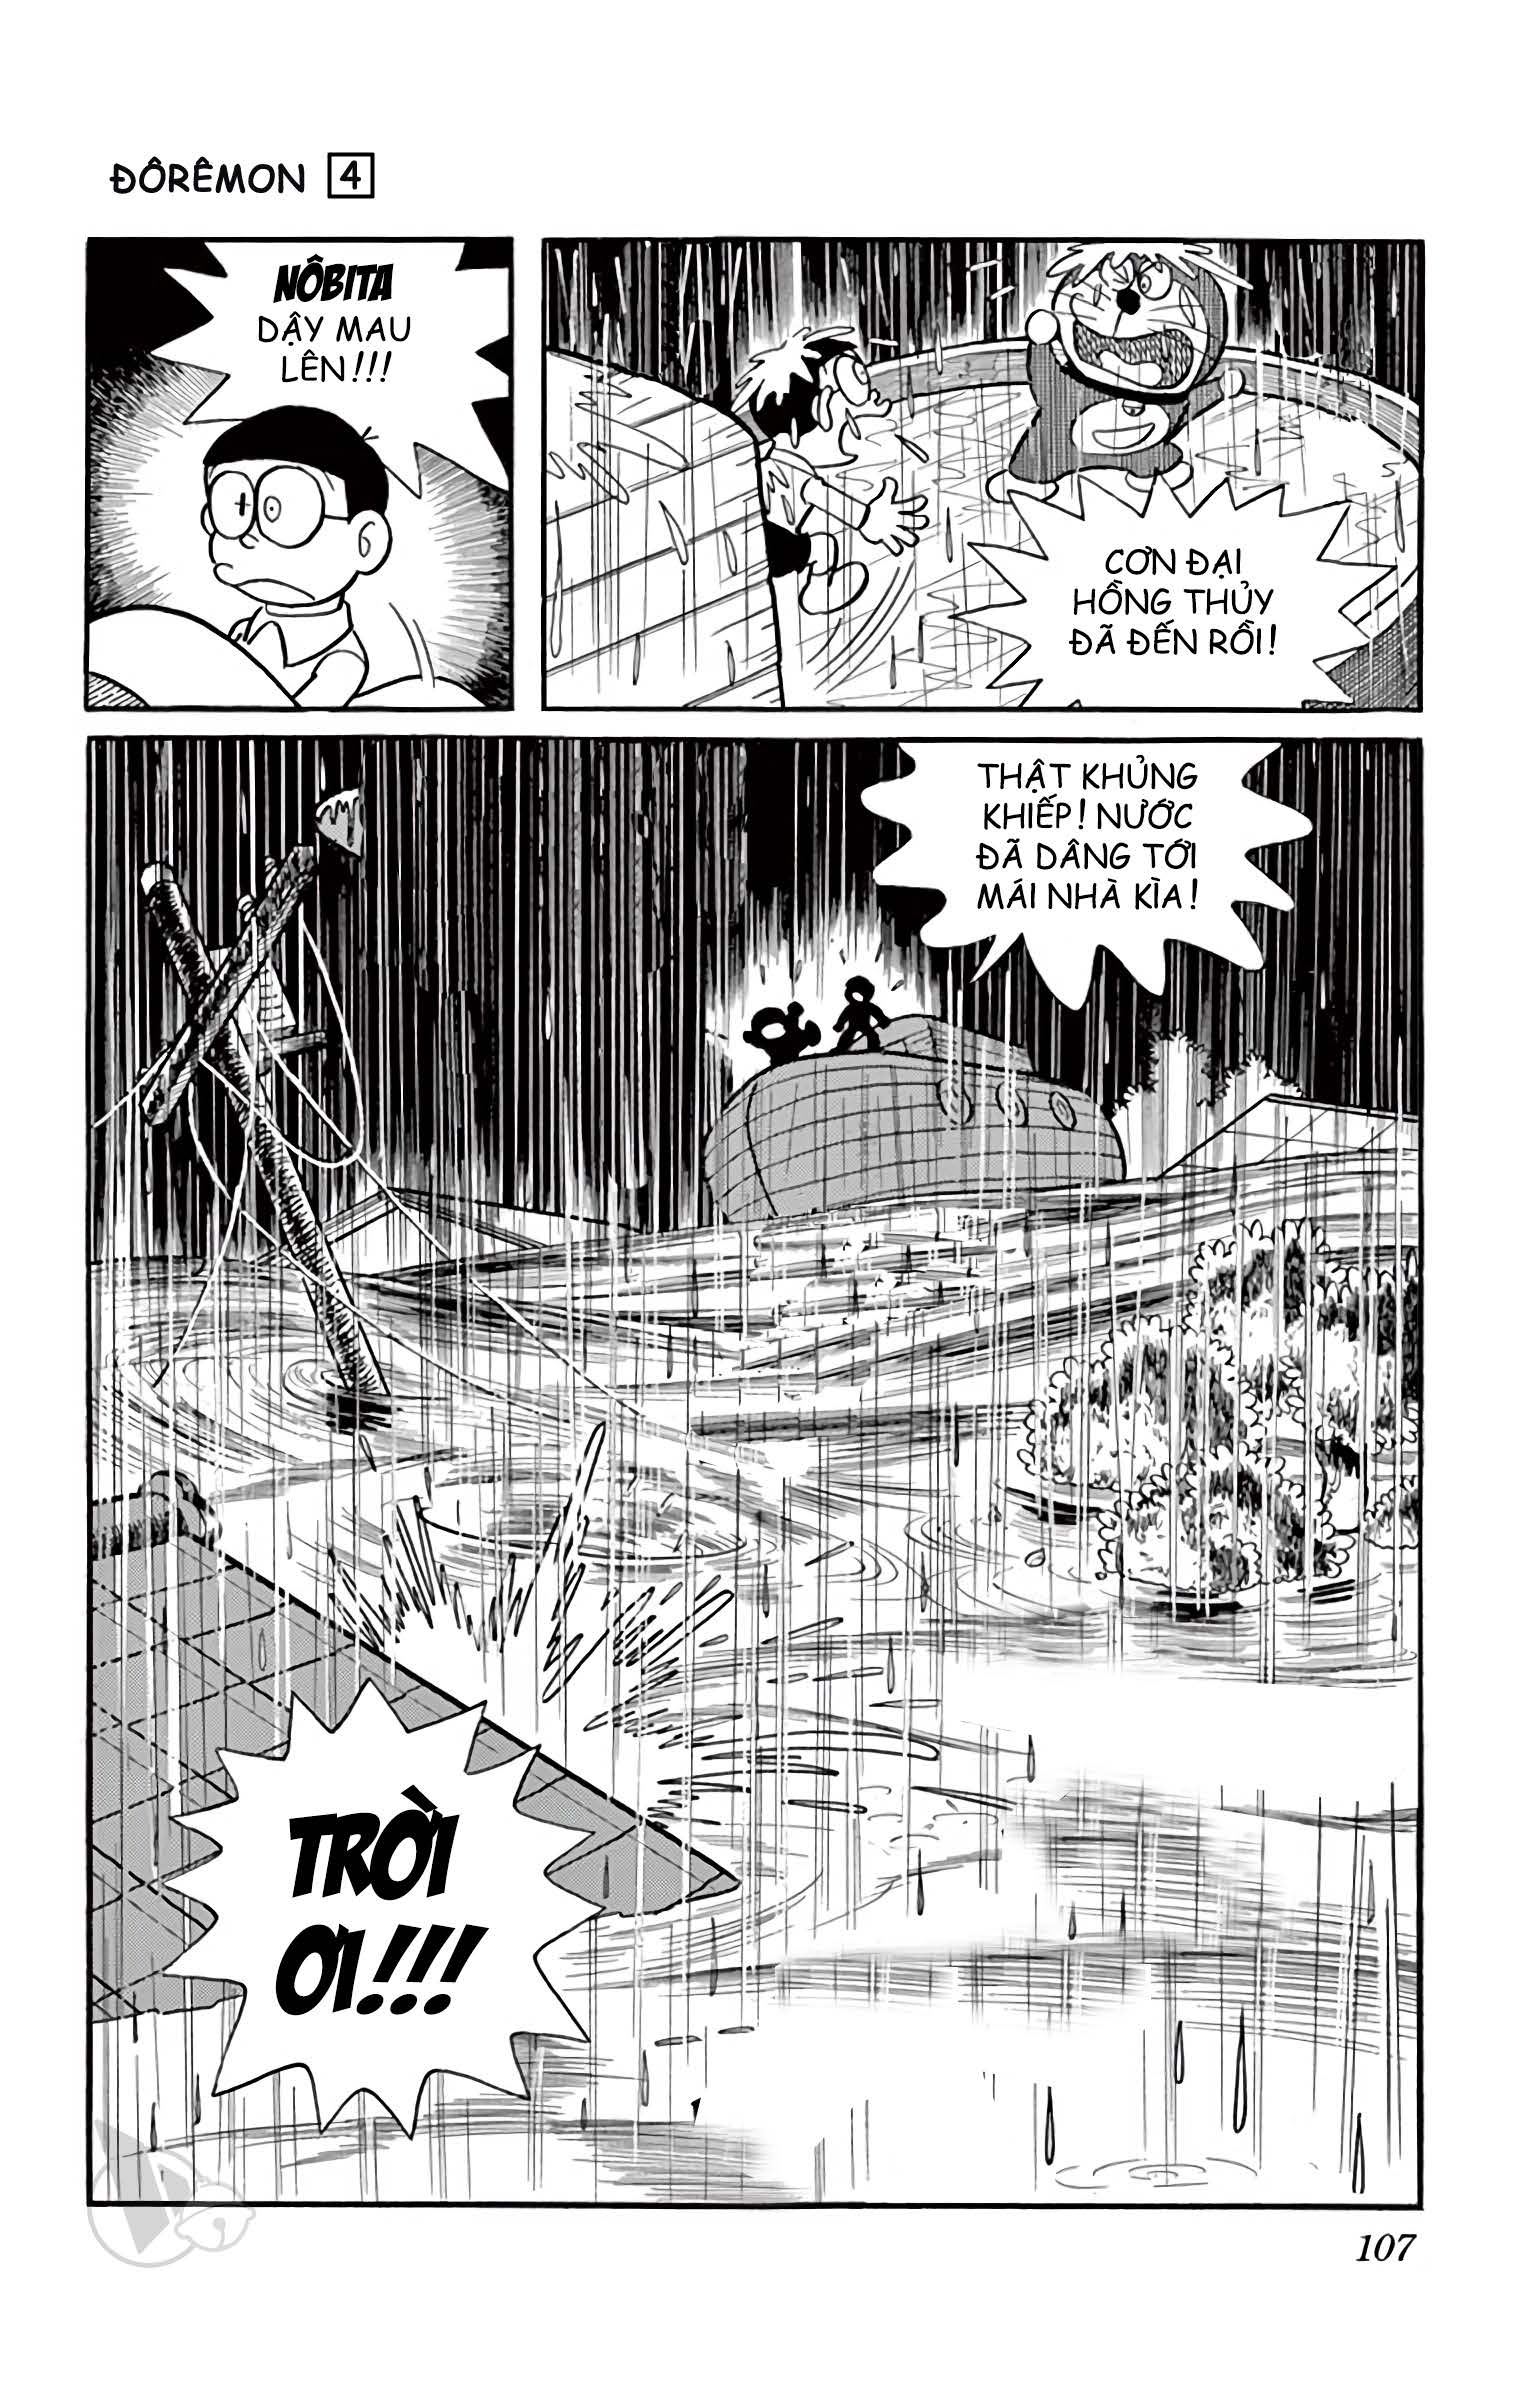 ĐÔRÊMON 4
NÔBITA
DẬY MAU
LÊN!!!
CƠN ĐẠI
HỒNG THỦY
ĐÃ ĐẾN RỒI!
THẬT KHỦNG
KHIẾP! NƯỚC
ĐÃ DÂNG TỚI
MÁI NHÀ KÌA!
TRỜI
ƠI!!!
107